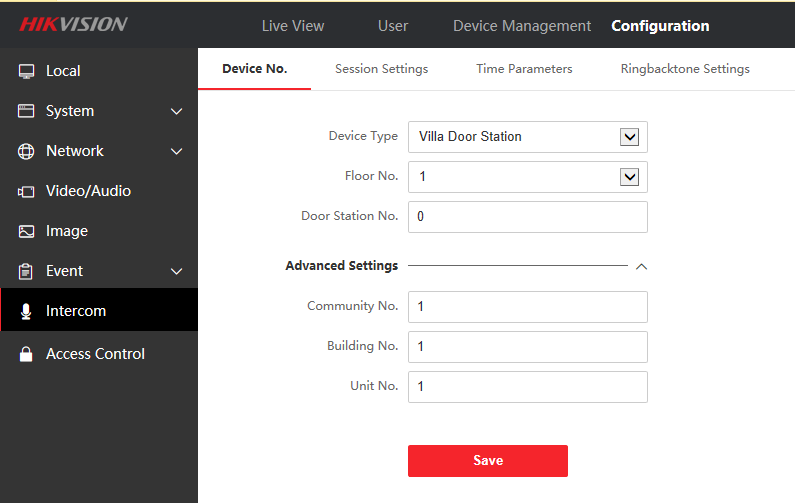 HIKVISION
Live View User Device Management Configuration
Local
System
Network
Video/Audio
Image
Event
Intercom
Access Control
Device No. Session Settings Time Parameters Ringbacktone Settings
Device Type Villa Door Station
Floor No. 1
Door Station No. 0
Advanced Settings
Community No. 1
Building No. 1
Unit No. 1
Save